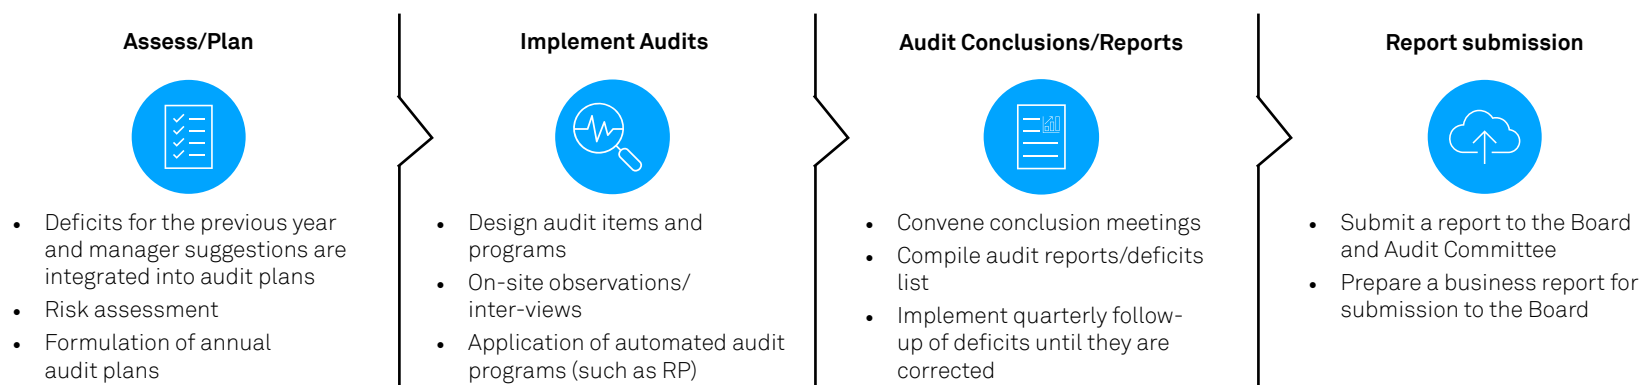 Assess/Plan
• Deficits for the previous year
and manager suggestions are
integrated into audit plans
• Risk assessment
• Formulation of annual
audit plans
Implement Audits
• Design audit items and
programs
• On-site observations/
inter-views
• Application of automated audit
programs (such as RP)
Audit Conclusions/Reports
• Convene conclusion meetings
• Compile audit reports/deficits
list
• Implement quarterly follow-
up of deficits until they are
corrected
Report submission
• Submit a report to the Board
and Audit Committee
• Prepare a business report for
submission to the Board